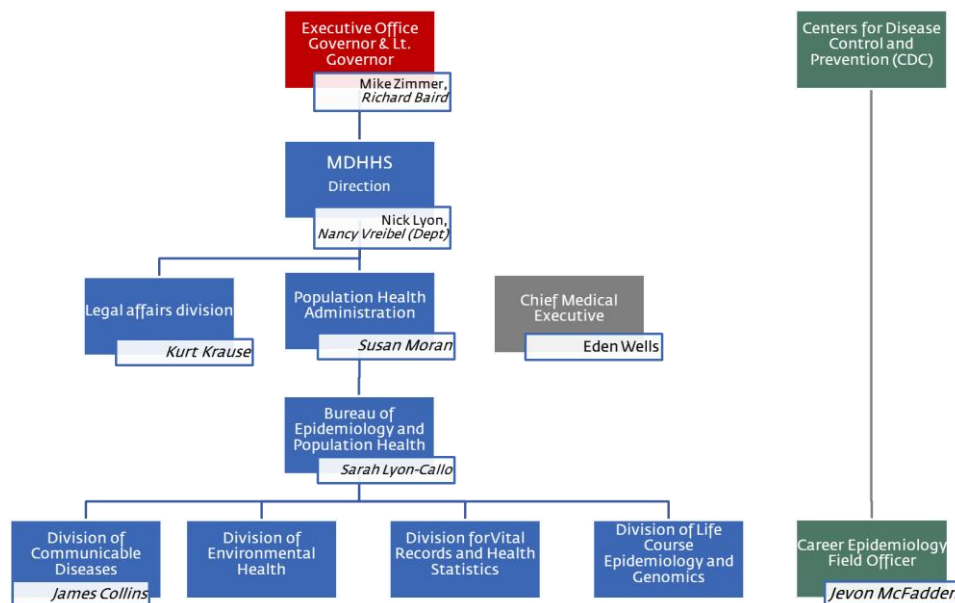 Executive Office
Governor & Lt.
Governor
Mike Zimmer,
Richard Baird
Centers for Disease
Control and
Prevention (CDC)
MDHHS
Direction
Nick Lyon,
Nancy Vreibel (Dept)
Legal affairs division
Kurt Krause
Population Health
Administration
Susan Moran
Chief Medical
Executive
Eden Wells
Bureau of
Epidemiology and
Population Health
Sarah Lyon-Callo
Division of
Communicable
Diseases
James Collins
Division of
Environmental
Health
Division for Vital
Records and Health
Statistics
Division of Life
Course
Epidemiology and
Genomics
Career Epidemiology
Field Officer
Jevon McFadden